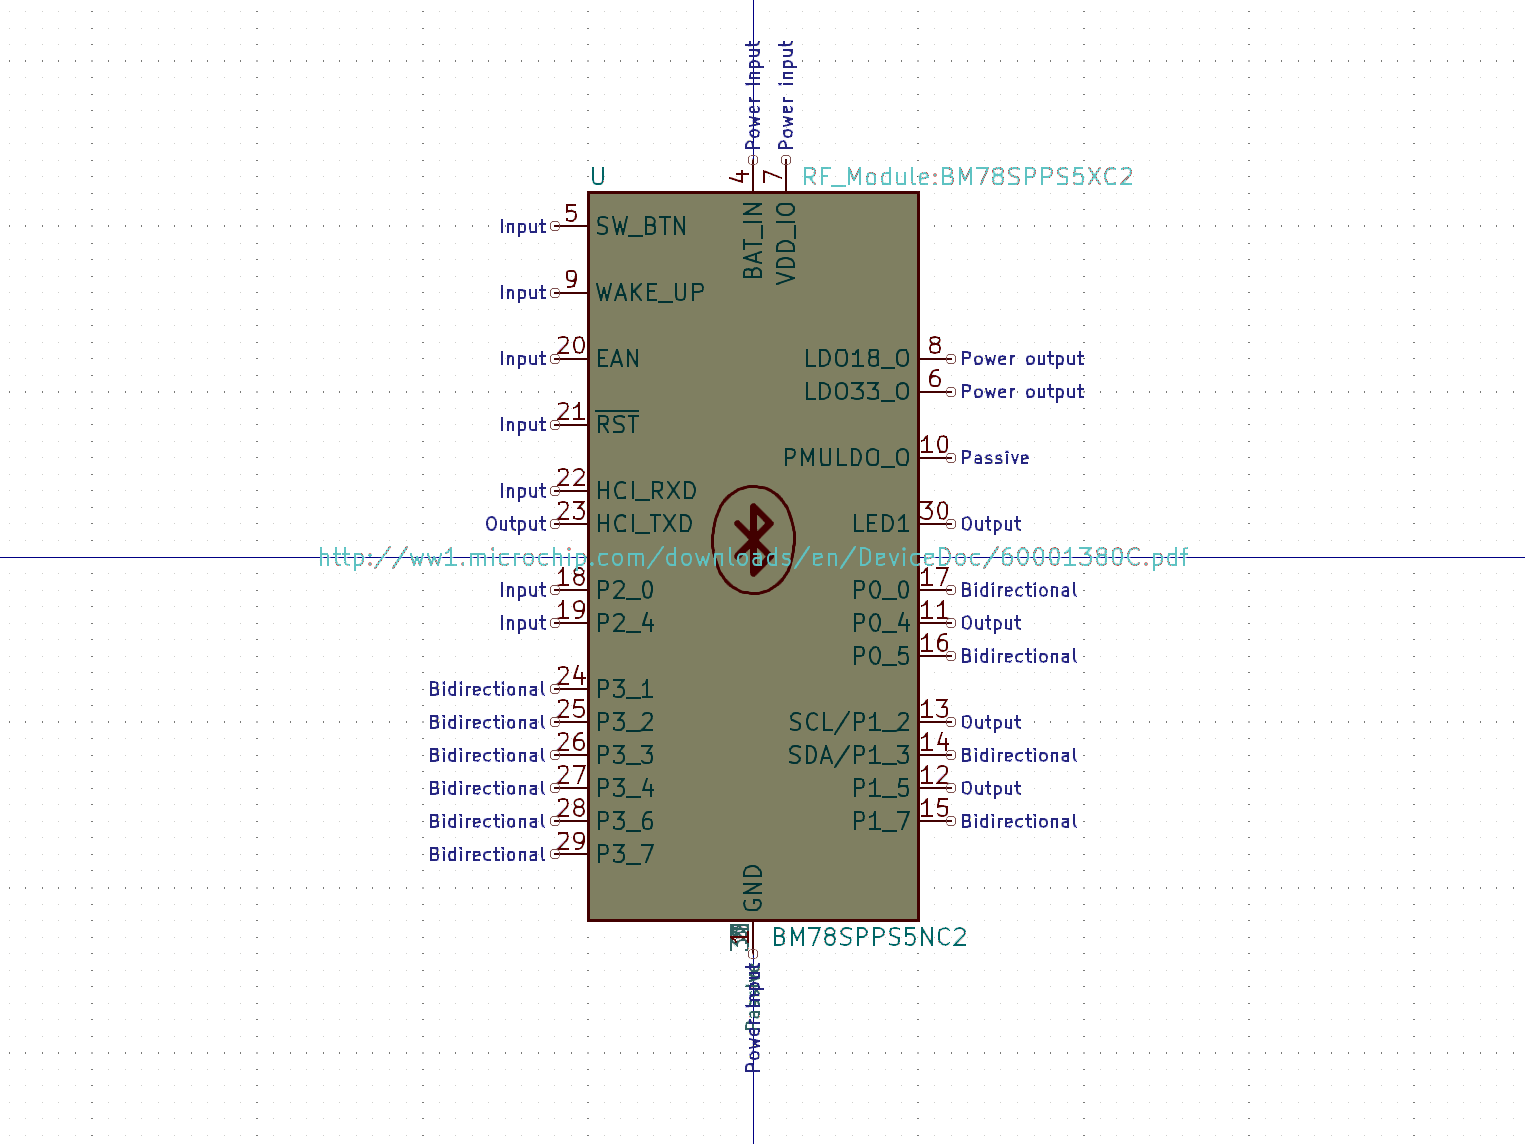 Power input
Power input
4
7
U
RF_Module:BM78SPPS5XC2
BAT_IN
VDD_IO
Input 5 SW_BTN
Input 9 WAKE_UP
Input 20 EAN
LDO18_O 8 Power output
LDO33_O 6 Power output
Input 21 RST
PMULDO_O 10 Passive
Input 22 HCI_RXD
Output 23 HCI_TXD
LED1 30 Output
http://ww1.microchip.com/downloads/en/DeviceDoc/60001380C.pdf
Input 18 P2_0
P0_0 17 Bidirectional
Input 19 P2_4
P0_4 11 Output
P0_5 16 Bidirectional
Bidirectional 24 P3_1
Bidirectional 25 P3_2
SCL/P1_2 13 Output
Bidirectional 26 P3_3
SDA/P1_3 14 Bidirectional
Bidirectional 27 P3_4
P1_5 12 Output
Bidirectional 28 P3_6
P1_7 15 Bidirectional
Bidirectional 29 P3_7
GND
1
BM78SPPS5NC2
Power input